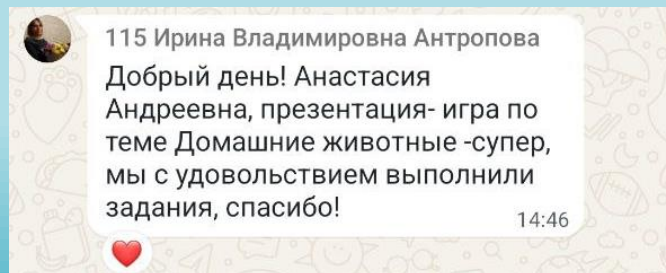 115 Ирина Владимировна Антропова
Добрый день! Анастасия
Андреевна, презентация- игра по
теме Домашние животные -супер,
мы с удовольствием выполнили
задания, спасибо!
14:46